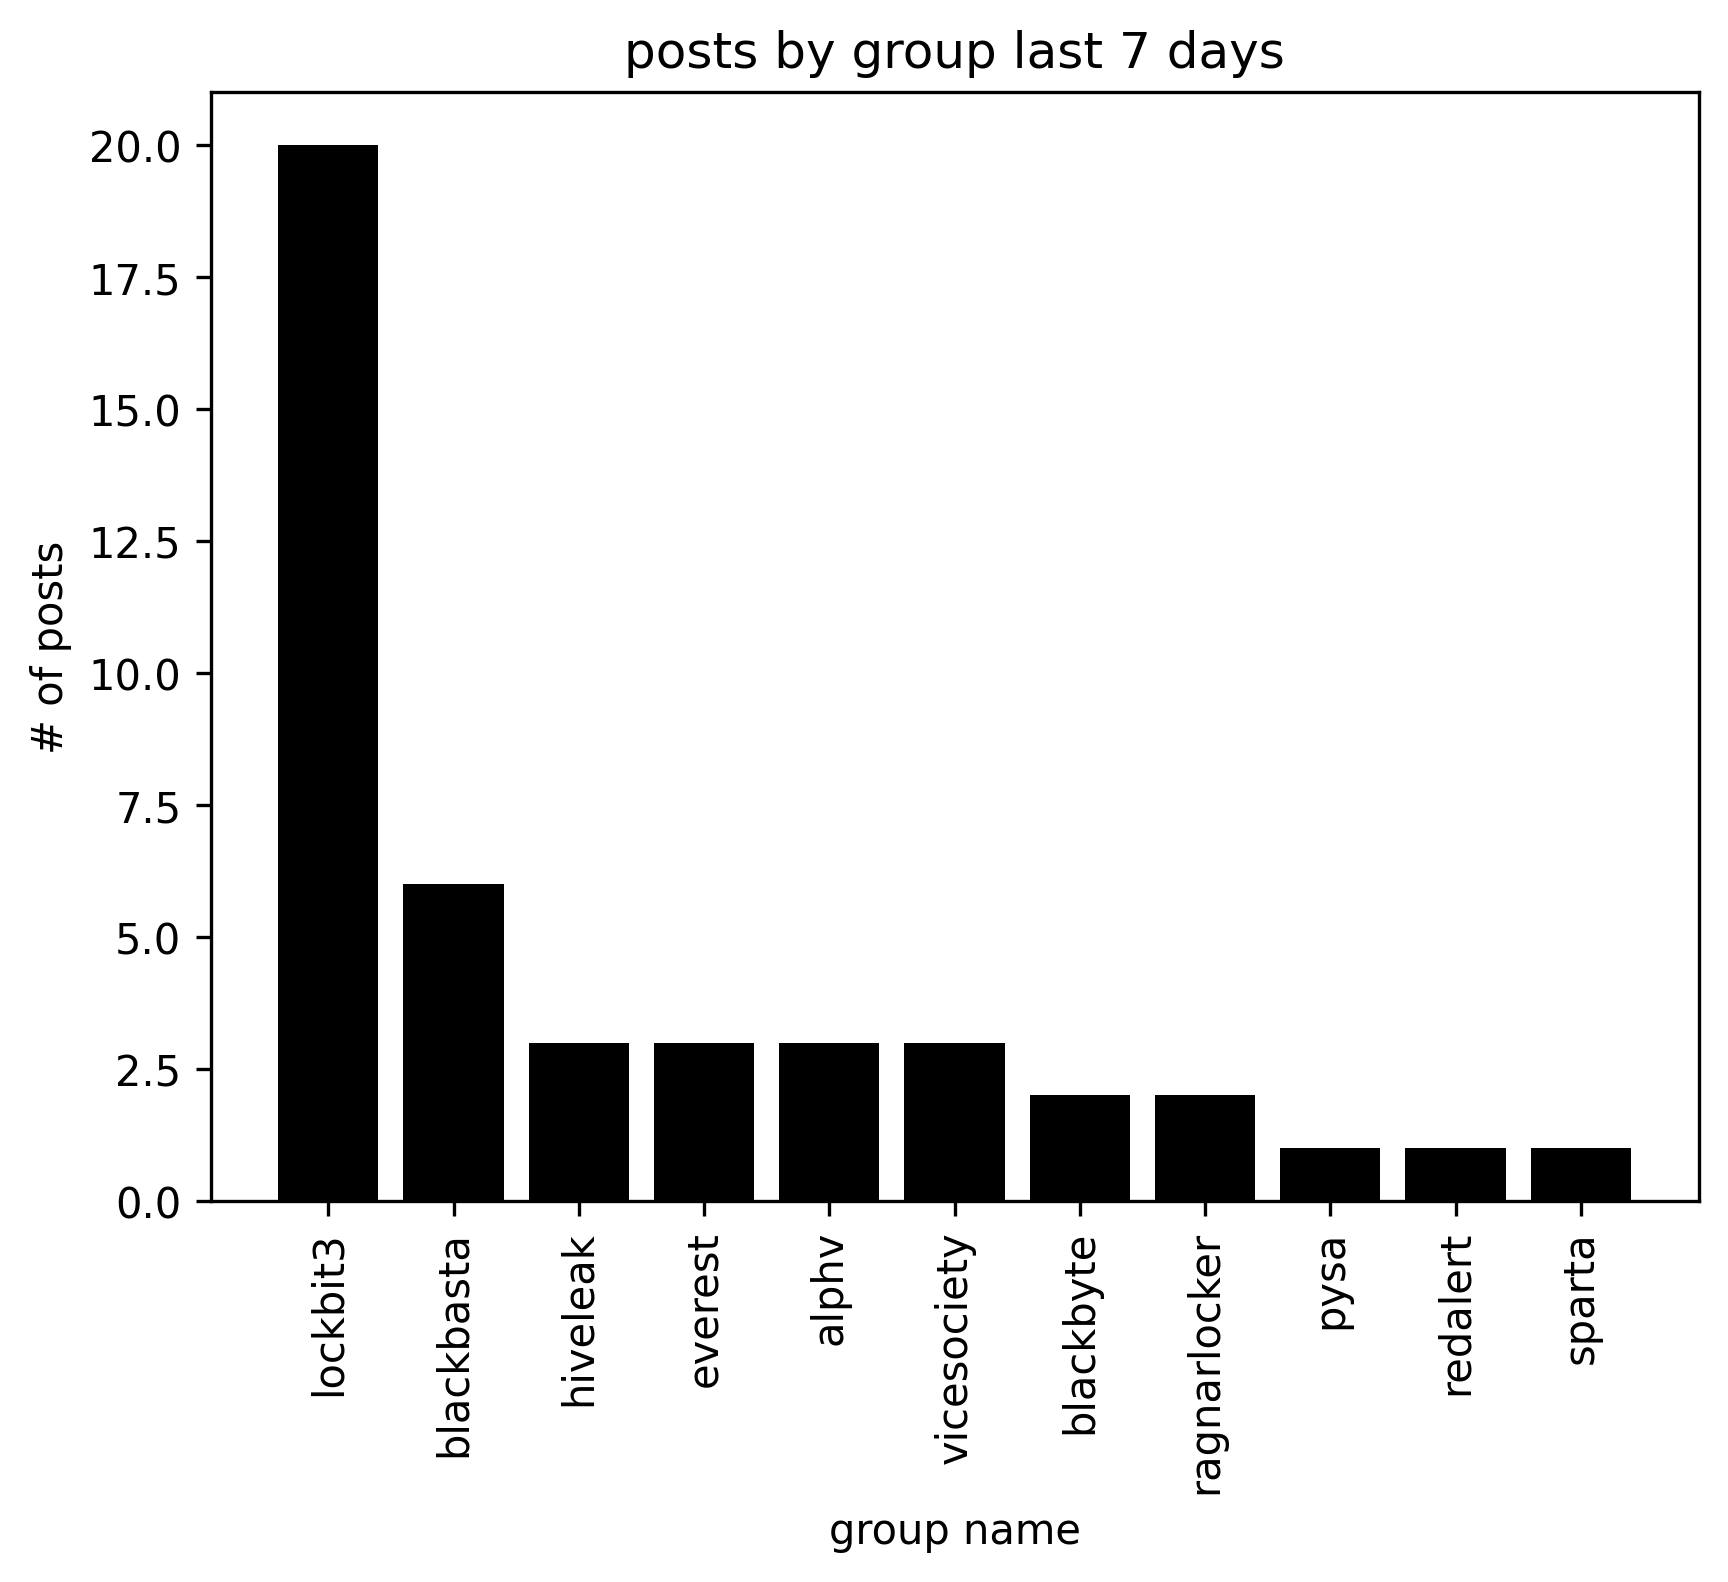 posts by group last 7 days
20.0
17.5
15.0
12.5
10.0
7.5
5.0
2.5
0.0
# of posts
lockbit3
blackbasta
hiveleak
everest
alphv
vicesociety
blackbyte
ragnarlocker
pysa
redalert
sparta
group name